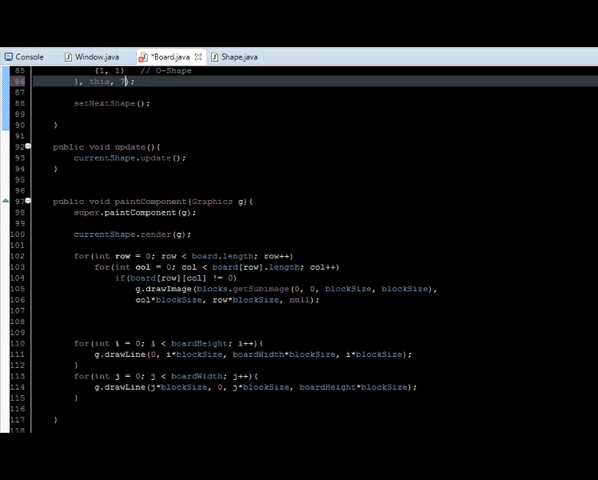 Console Window.java *Board.java Shape.java
85 {1, 1} // O-Shape
86 }, this, 7);
87
88 setNextShape();
89
90 }
91
92 public void update(){
93 currentShape.update();
94 }
95
96
97 public void paintComponent(Graphics g){
98 super.paintComponent(g);
99
100 currentShape.render(g);
101
102 for(int row = 0; row < board.length; row++)
103 for(int col = 0; col < board[row].length; col++)
104 if(board[row][col] != 0)
105 g.drawImage(blocks.getSubimage(0, 0, blockSize, blockSize),
106 col*blockSize, row*blockSize, null);
107
108
109
110 for(int i = 0; i < boardHeight; i++){
111 g.drawLine(0, i*blockSize, boardWidth*blockSize, i*blockSize);
112 }
113 for(int j = 0; j < boardWidth; j++){
114 g.drawLine(j*blockSize, 0, j*blockSize, boardHeight*blockSize);
115 }
116
117 }
118